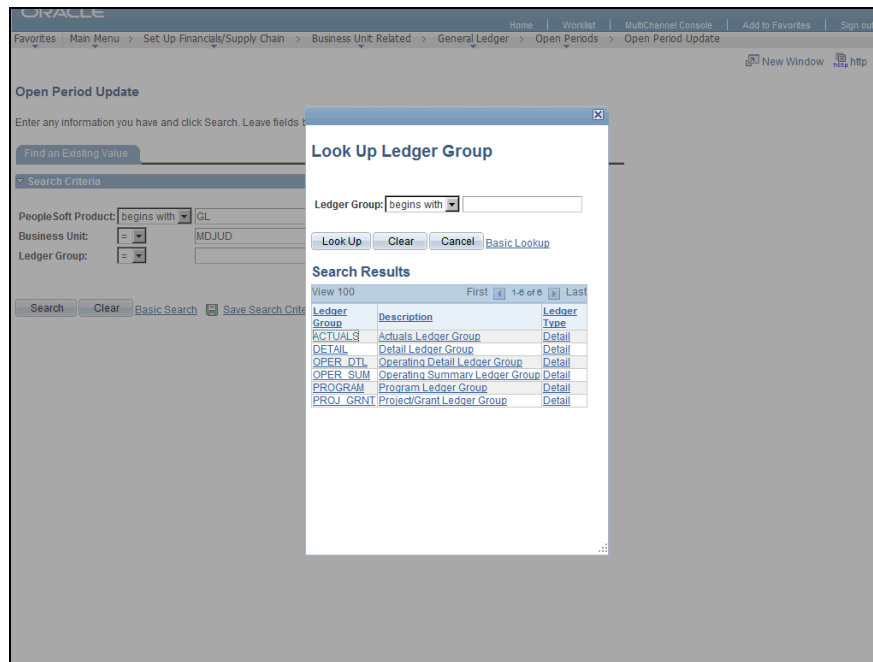 ORACLE
Home | Worklist | MultiChannel Console | Add to Favorites | Sign out
Favorites | Main Menu > Set Up Financials/Supply Chain > Business Unit Related > General Ledger > Open Periods > Open Period Update
New Window http
Open Period Update
Enter any information you have and click Search. Leave fields
Find an Existing Value
Search Criteria
PeopleSoft Product: begins with GL
Business Unit: = MDJUD
Ledger Group: =
Search Clear Basic Search Save Search Crite
Look Up Ledger Group
Ledger Group: begins with
Look Up Clear Cancel Basic Lookup
Search Results
View 100 First 1-6 of 6 Last
Ledger Group Description Ledger Type
ACTUALS Actuals Ledger Group Detail
DETAIL Detail Ledger Group Detail
OPER_DTL Operating Detail Ledger Group Detail
OPER_SUM Operating Summary Ledger Group Detail
PROGRAM Program Ledger Group Detail
PROJ_GRNT Project/Grant Ledger Group Detail